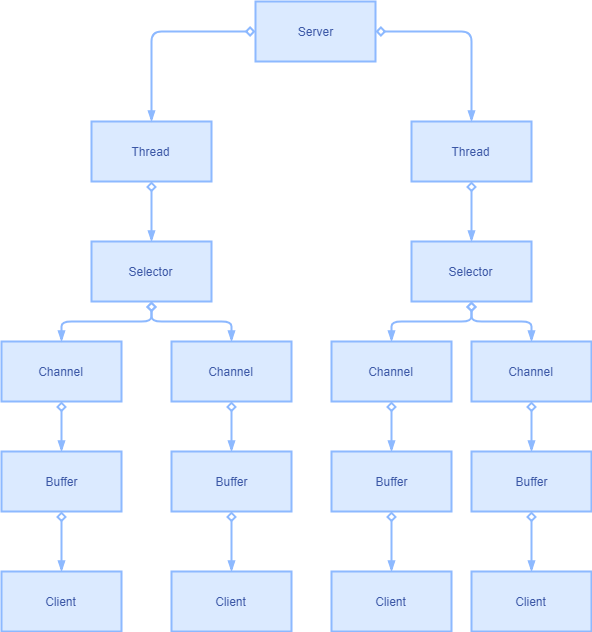 Server
Thread
Thread
Selector
Selector
Channel
Channel
Channel
Channel
Buffer
Buffer
Buffer
Buffer
Client
Client
Client
Client